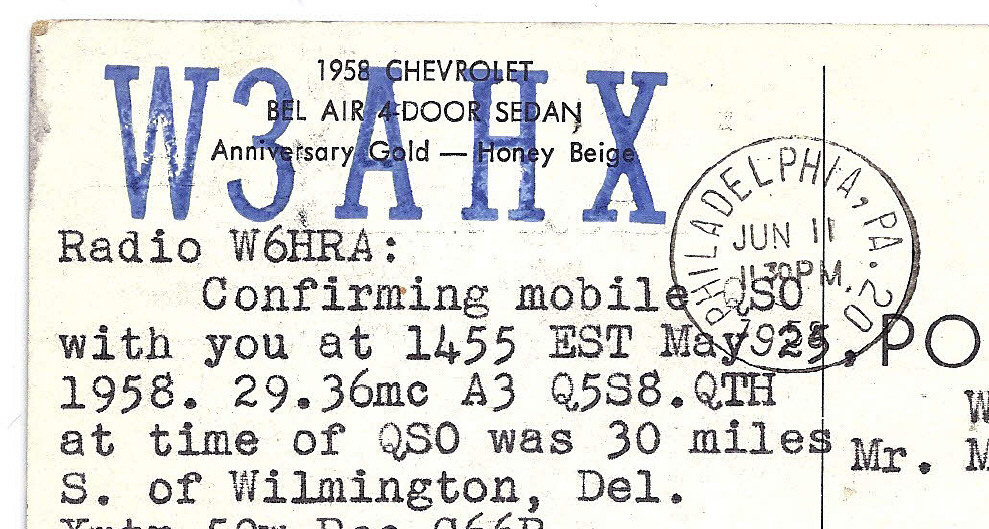 1958 CHEVROLET
BEL AIR 4-DOOR SEDAN
Anniversary Gold — Honey Beige
W3AHX
PHILADELPHIA, PA. 20
JUN 11
11 30 PM
1958
Radio W6HRA:
Confirming mobile QSO
with you at 1455 EST May 25,
1958. 29.36mc A3 Q5S8.QTH
at time of QSO was 30 miles
S. of Wilmington, Del.
PO
W
Mr. M